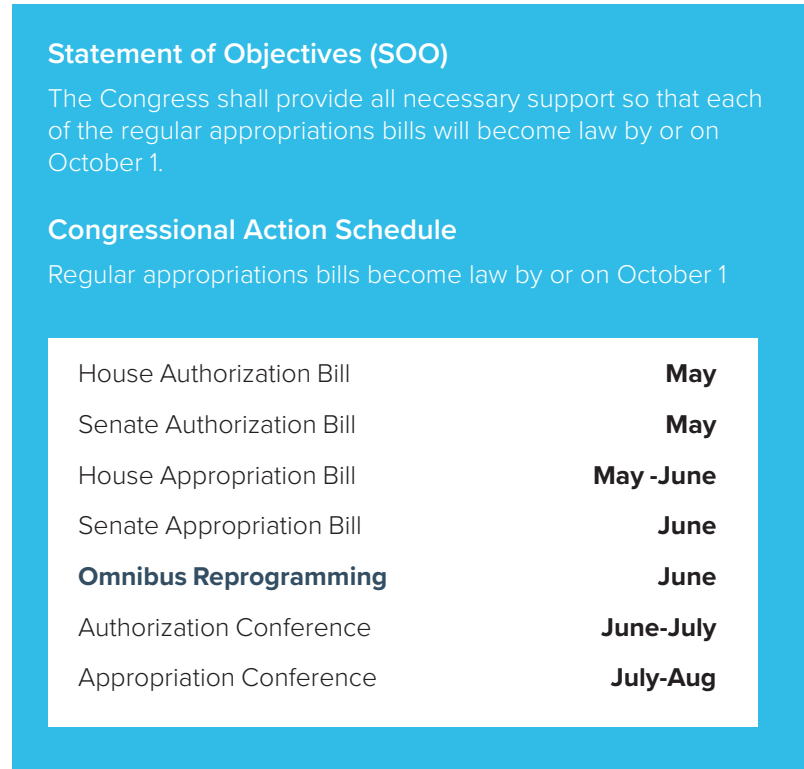 Statement of Objectives (SOO)
The Congress shall provide all necessary support so that each
of the regular appropriations bills will become law by or on
October 1.
Congressional Action Schedule
Regular appropriations bills become law by or on October 1
House Authorization Bill May
Senate Authorization Bill May
House Appropriation Bill May -June
Senate Appropriation Bill June
Omnibus Reprogramming June
Authorization Conference June-July
Appropriation Conference July-Aug